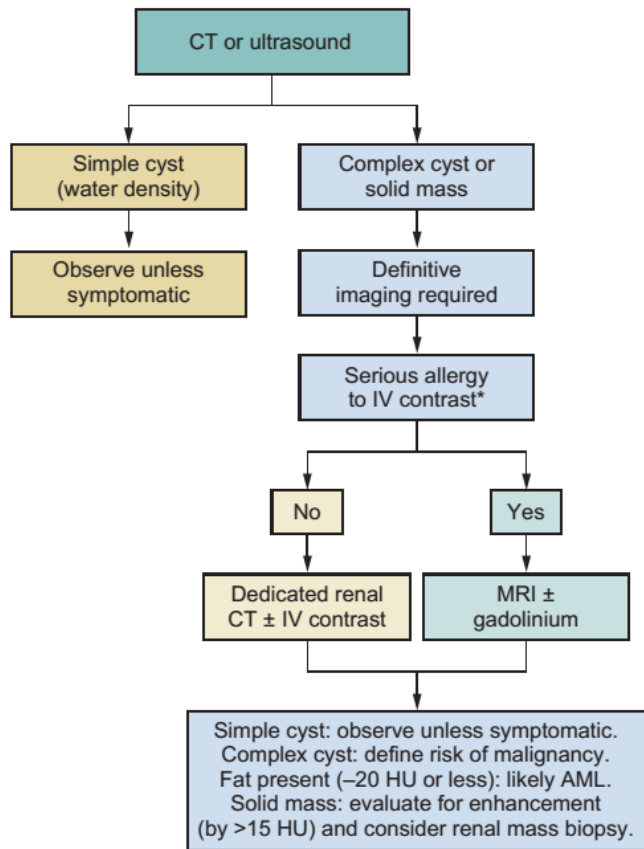 CT or ultrasound
Simple cyst
(water density)
Complex cyst or
solid mass
Observe unless
symptomatic
Definitive
imaging required
Serious allergy
to IV contrast*
No
Yes
Dedicated renal
CT ± IV contrast
MRI ±
gadolinium
Simple cyst: observe unless symptomatic.
Complex cyst: define risk of malignancy.
Fat present (–20 HU or less): likely AML.
Solid mass: evaluate for enhancement
(by >15 HU) and consider renal mass biopsy.